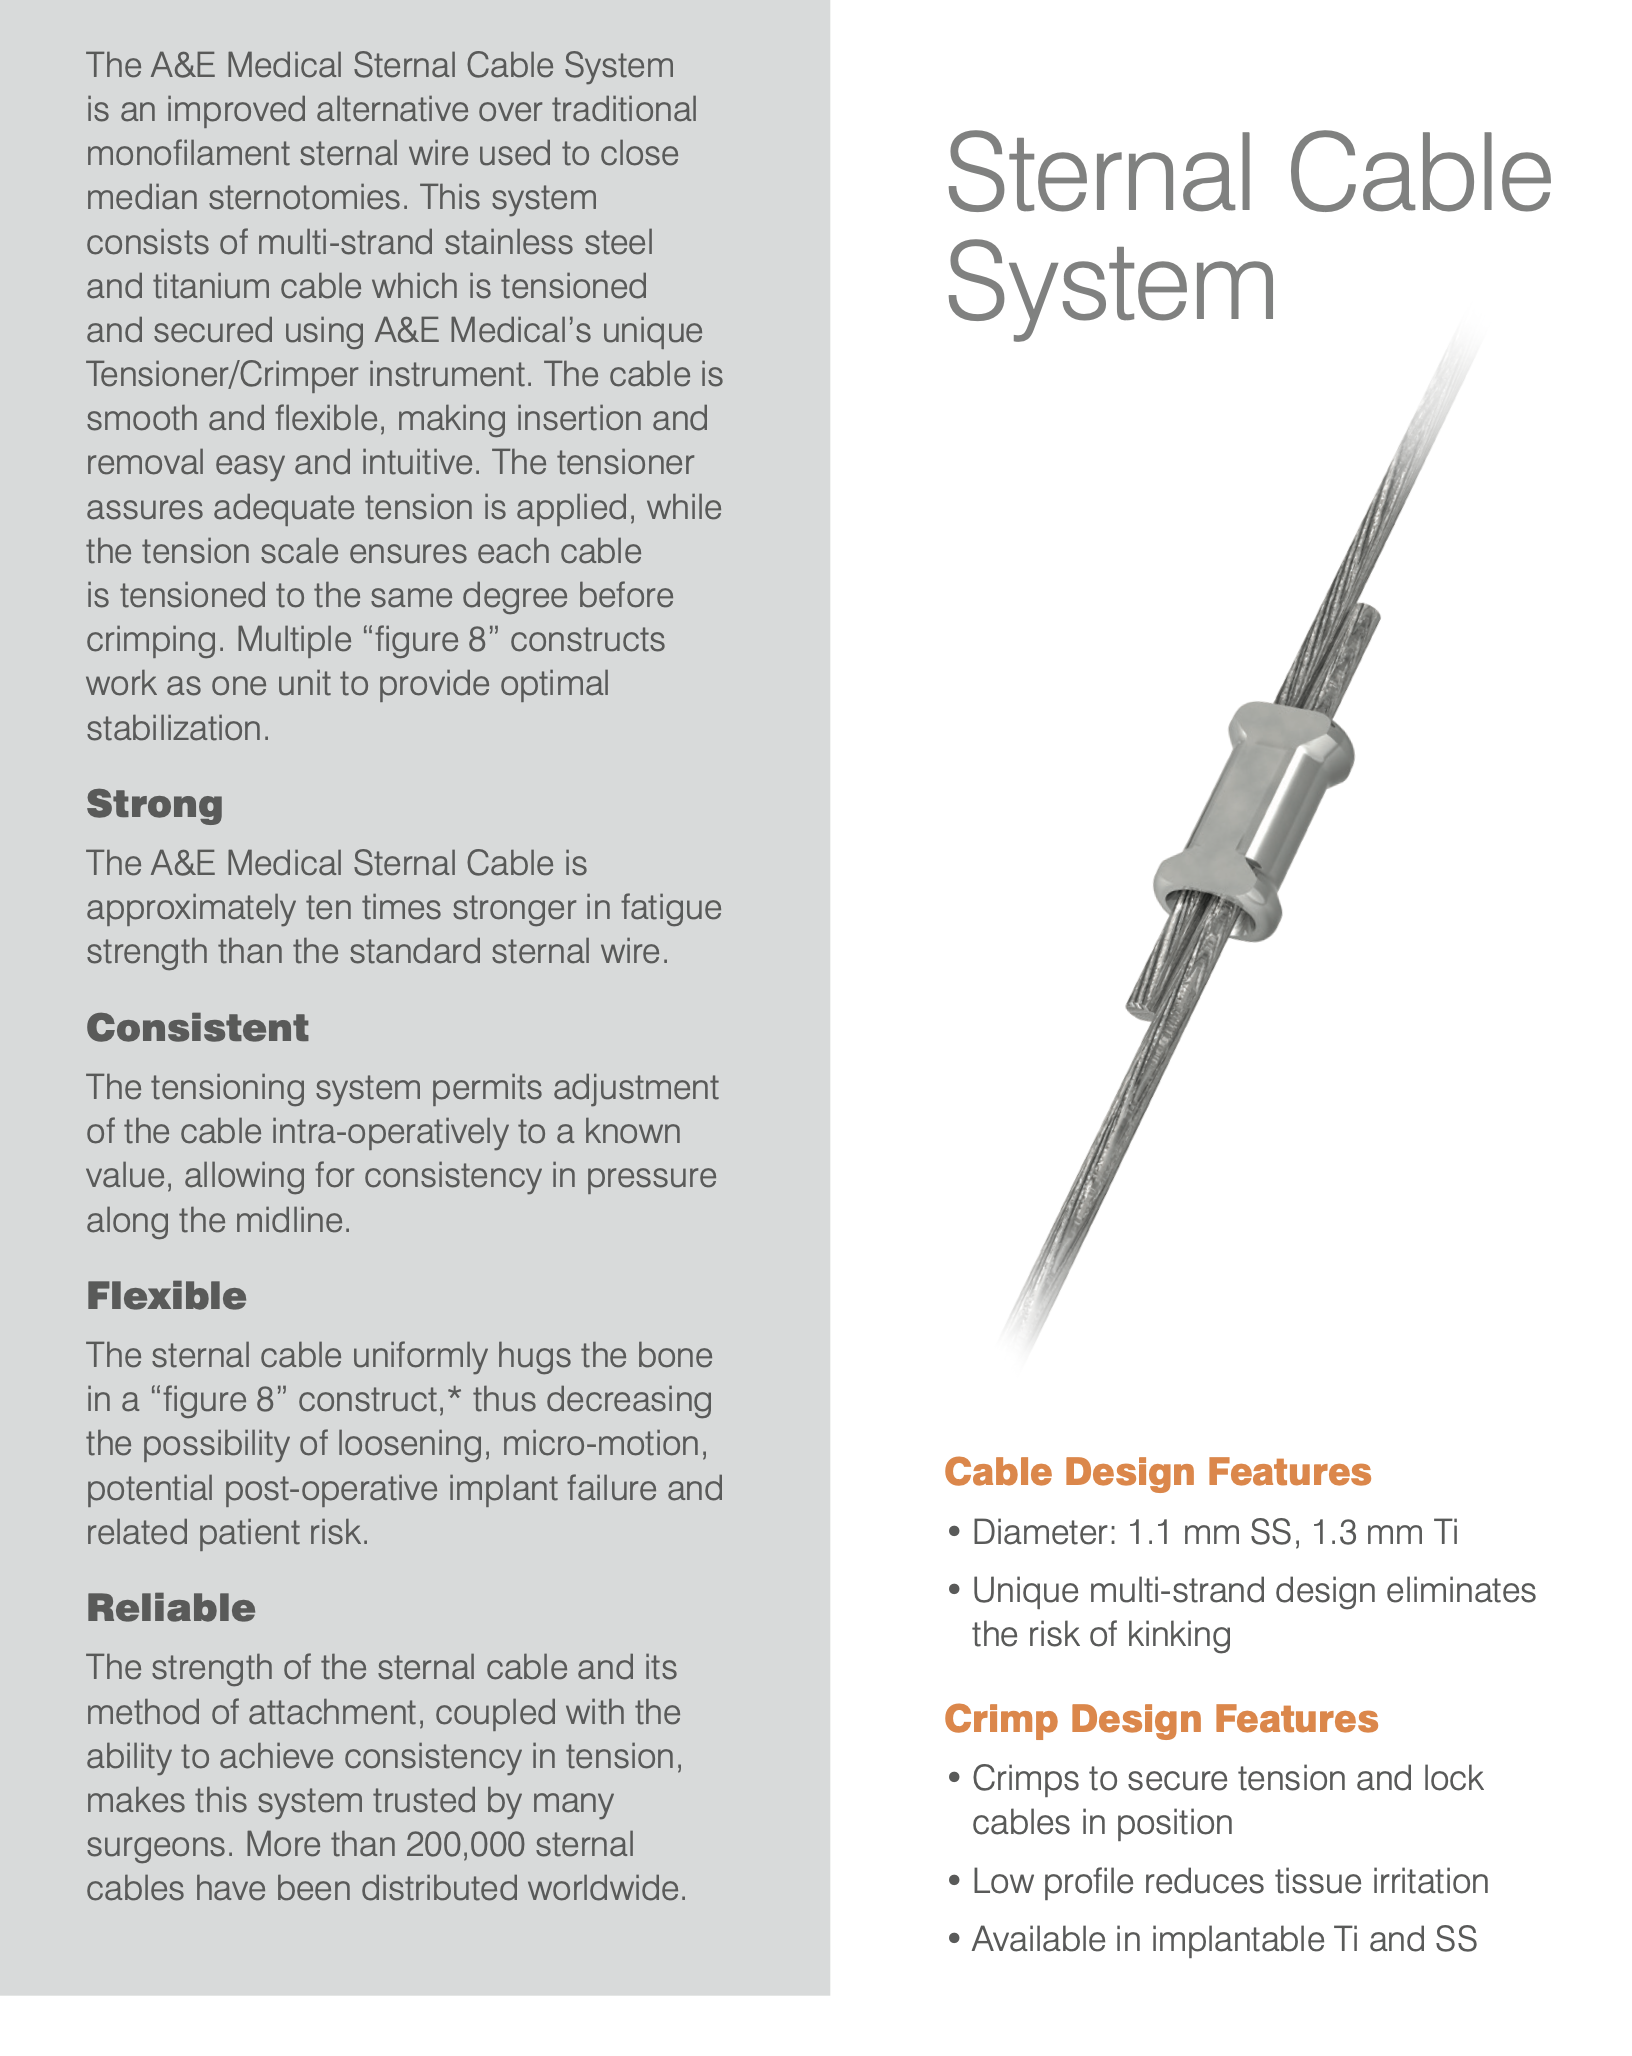 The A&E Medical Sternal Cable System
is an improved alternative over traditional
monofilament sternal wire used to close
median sternotomies. This system
consists of multi-strand stainless steel
and titanium cable which is tensioned
and secured using A&E Medical’s unique
Tensioner/Crimper instrument. The cable is
smooth and flexible, making insertion and
removal easy and intuitive. The tensioner
assures adequate tension is applied, while
the tension scale ensures each cable
is tensioned to the same degree before
crimping. Multiple “figure 8” constructs
work as one unit to provide optimal
stabilization.
Strong
The A&E Medical Sternal Cable is
approximately ten times stronger in fatigue
strength than the standard sternal wire.
Consistent
The tensioning system permits adjustment
of the cable intra-operatively to a known
value, allowing for consistency in pressure
along the midline.
Flexible
The sternal cable uniformly hugs the bone
in a “figure 8” construct,* thus decreasing
the possibility of loosening, micro-motion,
potential post-operative implant failure and
related patient risk.
Reliable
The strength of the sternal cable and its
method of attachment, coupled with the
ability to achieve consistency in tension,
makes this system trusted by many
surgeons. More than 200,000 sternal
cables have been distributed worldwide.
Sternal Cable
System
Cable Design Features
• Diameter: 1.1 mm SS, 1.3 mm Ti
• Unique multi-strand design eliminates
the risk of kinking
Crimp Design Features
• Crimps to secure tension and lock
cables in position
• Low profile reduces tissue irritation
• Available in implantable Ti and SS